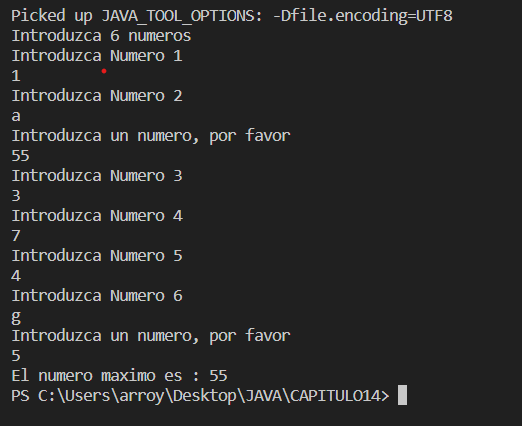 Picked up JAVA_TOOL_OPTIONS: -Dfile.encoding=UTF8
Introduzca 6 numeros
Introduzca Numero 1
1
Introduzca Numero 2
a
Introduzca un numero, por favor
55
Introduzca Numero 3
3
Introduzca Numero 4
7
Introduzca Numero 5
4
Introduzca Numero 6
g
Introduzca un numero, por favor
5
El numero maximo es : 55
PS C:\Users\arroy\Desktop\JAVA\CAPITULO14>